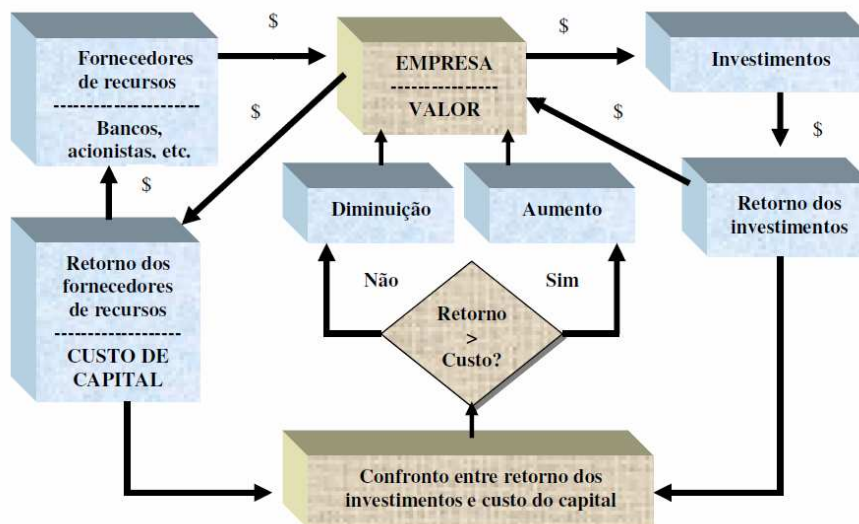 $
$
Fornecedores
de recursos
--------------------
Bancos,
acionistas, etc.
EMPRESA
--------------
VALOR
Investimentos
$
$
$
$
Diminuição
Aumento
Retorno dos
investimentos
Retorno dos
fornecedores
de recursos
--------------------
CUSTO DE
CAPITAL
Não
Sim
Retorno
>
Custo?
Confronto entre retorno dos
investimentos e custo do capital